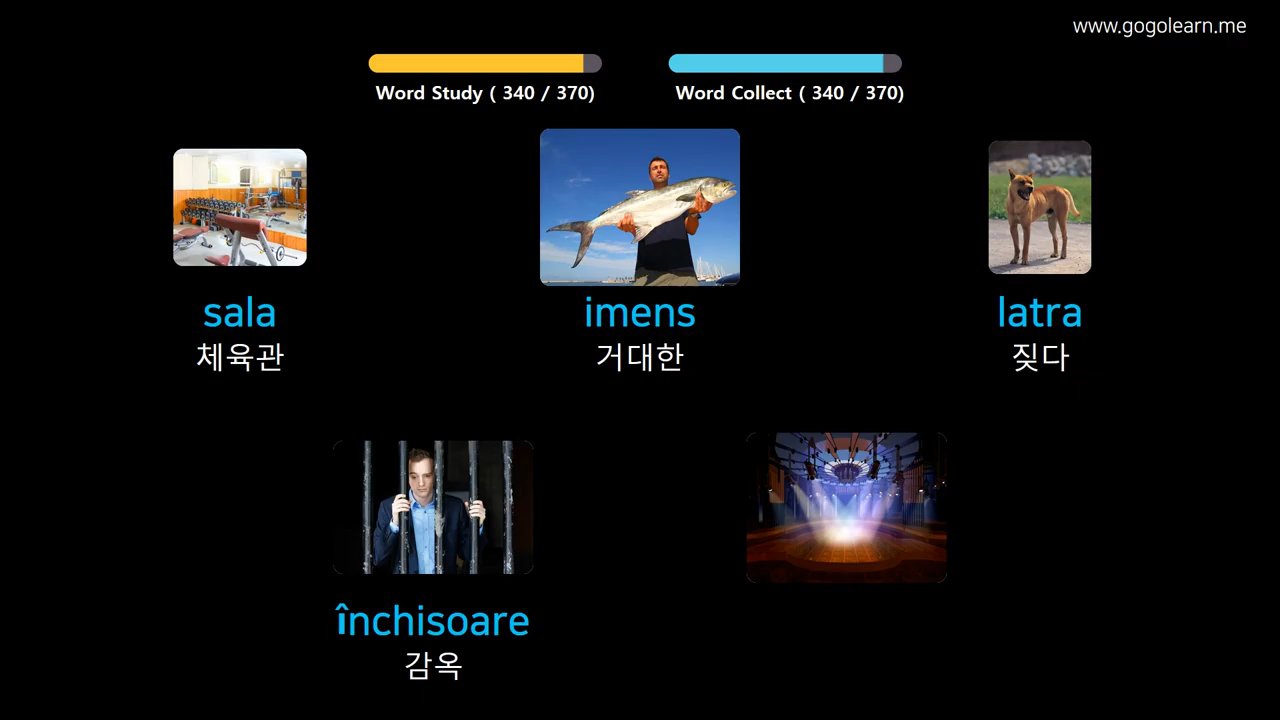 www.gogolearn.me
Word Study ( 340 / 370)
Word Collect ( 340 / 370)
sala
체육관
imens
거대한
latra
짖다
închisoare
감옥